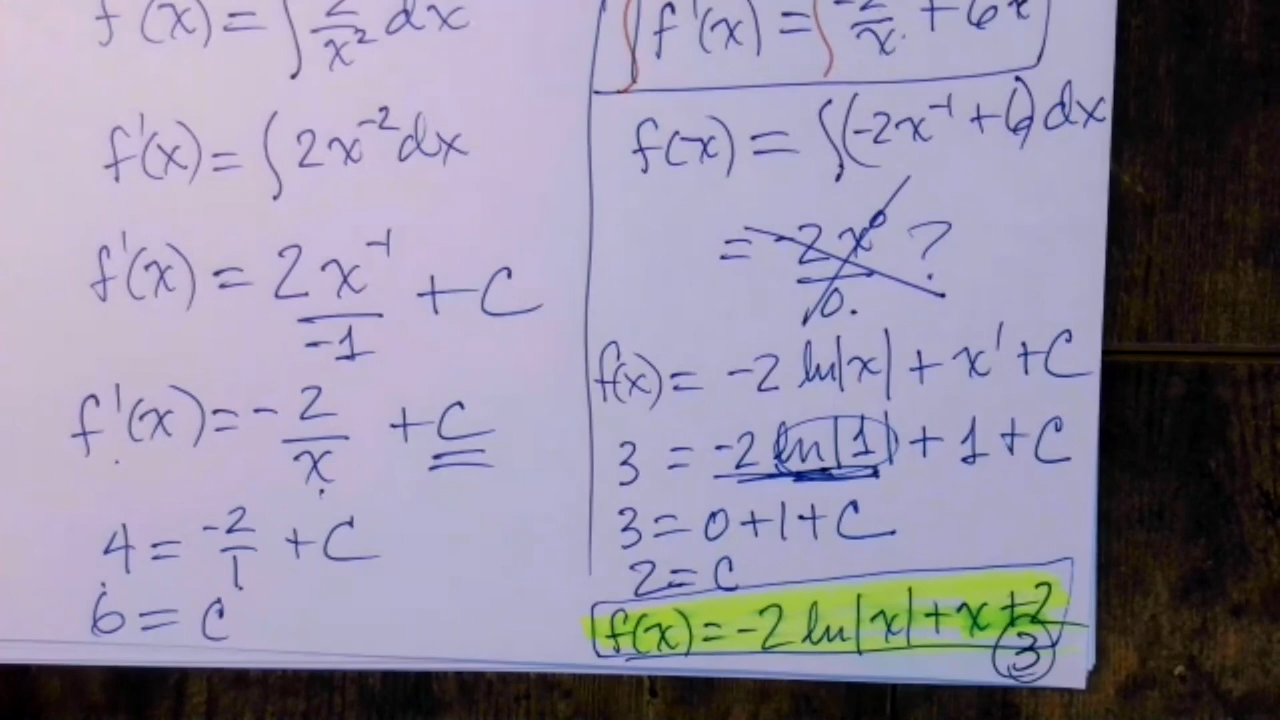 f'(x) = ∫ 2/x² dx
f'(x) = ∫ 2x⁻² dx
f'(x) = 2x⁻¹/-1 + C
f'(x) = - 2/x + C
4 = -2/1 + C
6 = C
∫ f'(x) = ∫ -2/x + 6x
f(x) = ∫(-2x⁻¹ + 6) dx
= -2x⁰/0. ?
f(x) = -2 ln|x| + x¹ + C
3 = -2 ln|1| + 1 + C
3 = 0 + 1 + C
2 = C
f(x) = -2 ln|x| + x + 2
3